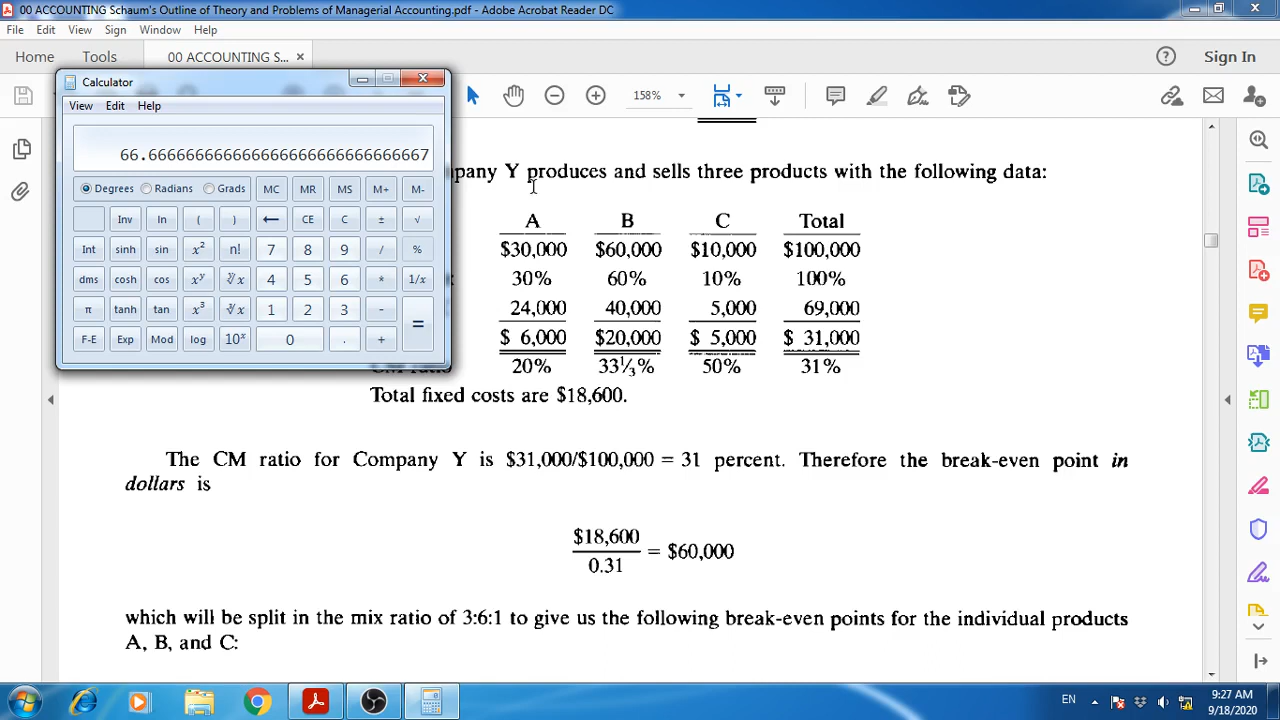 00 ACCOUNTING Schaum's Outline of Theory and Problems of Managerial Accounting.pdf - Adobe Acrobat Reader DC
File Edit View Sign Window Help
Home Tools 00 ACCOUNTING S... × Sign In
158%
Calculator
View Edit Help
66.666666666666666666666666666667
Degrees Radians Grads MC MR MS M+ M-
Inv ln ( ) ← CE C ± √
Int sinh sin x² n! 7 8 9 / %
dms cosh cos xʸ ʸ√x 4 5 6 * 1/x
π tanh tan x³ ³√x 1 2 3 - =
F-E Exp Mod log 10ˣ 0 . +
pany Y produces and sells three products with the following data:
A B C Total
$30,000 $60,000 $10,000 $100,000
30% 60% 10% 100%
24,000 40,000 5,000 69,000
$ 6,000 $20,000 $ 5,000 $ 31,000
20% 33⅓% 50% 31%
Total fixed costs are $18,600.
The CM ratio for Company Y is $31,000/$100,000 = 31 percent. Therefore the break-even point in
dollars is
$18,600
0.31
= $60,000
which will be split in the mix ratio of 3:6:1 to give us the following break-even points for the individual products
A, B, and C:
EN 9:27 AM
9/18/2020